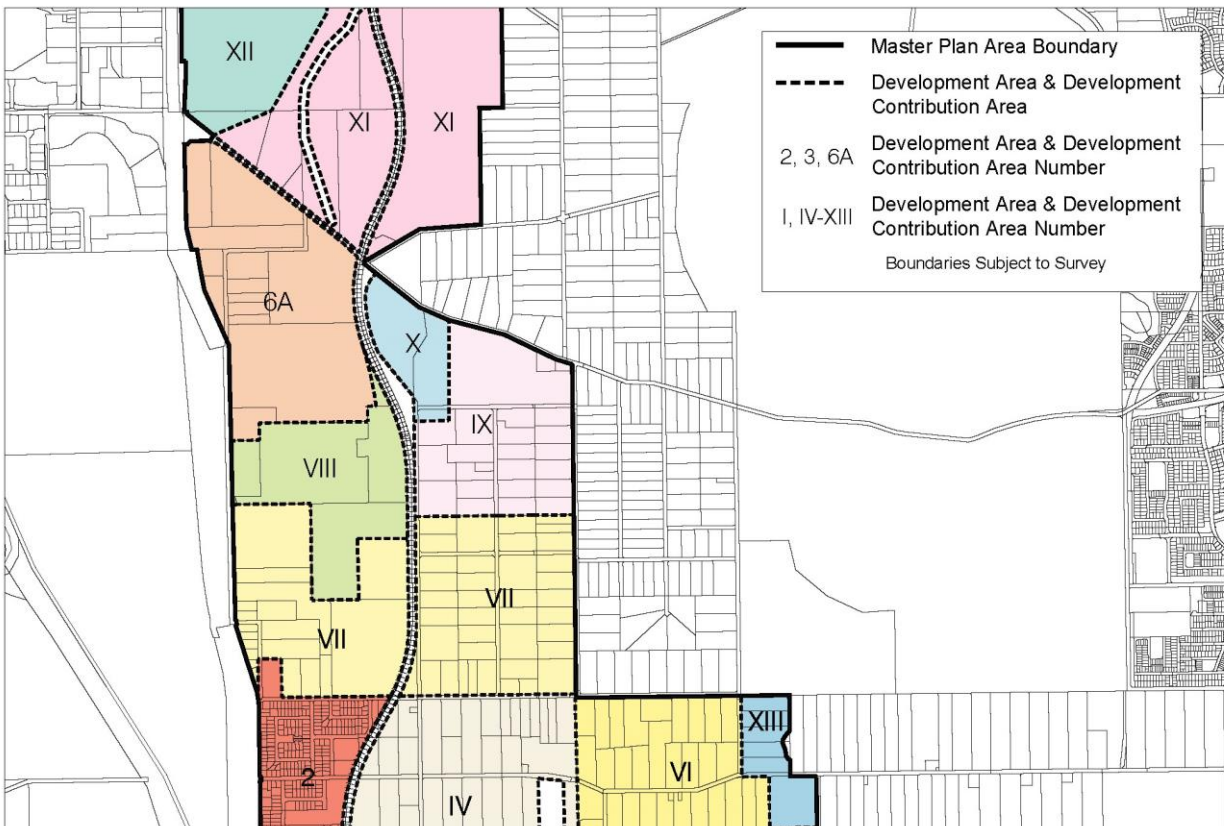 XII
XI
XI
Master Plan Area Boundary
Development Area & Development
Contribution Area
2, 3, 6A
Development Area & Development
Contribution Area Number
I, IV-XIII
Development Area & Development
Contribution Area Number
Boundaries Subject to Survey
6A
X
IX
VIII
VII
VII
XIII
2
IV
VI